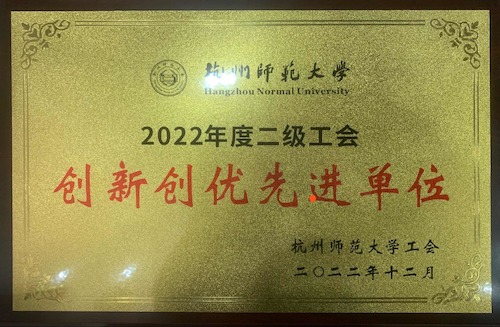 杭州师范大学
Hangzhou Normal University
2022年度二级工会
创新创优先进单位
杭州师范大学工会
二〇二二年十二月